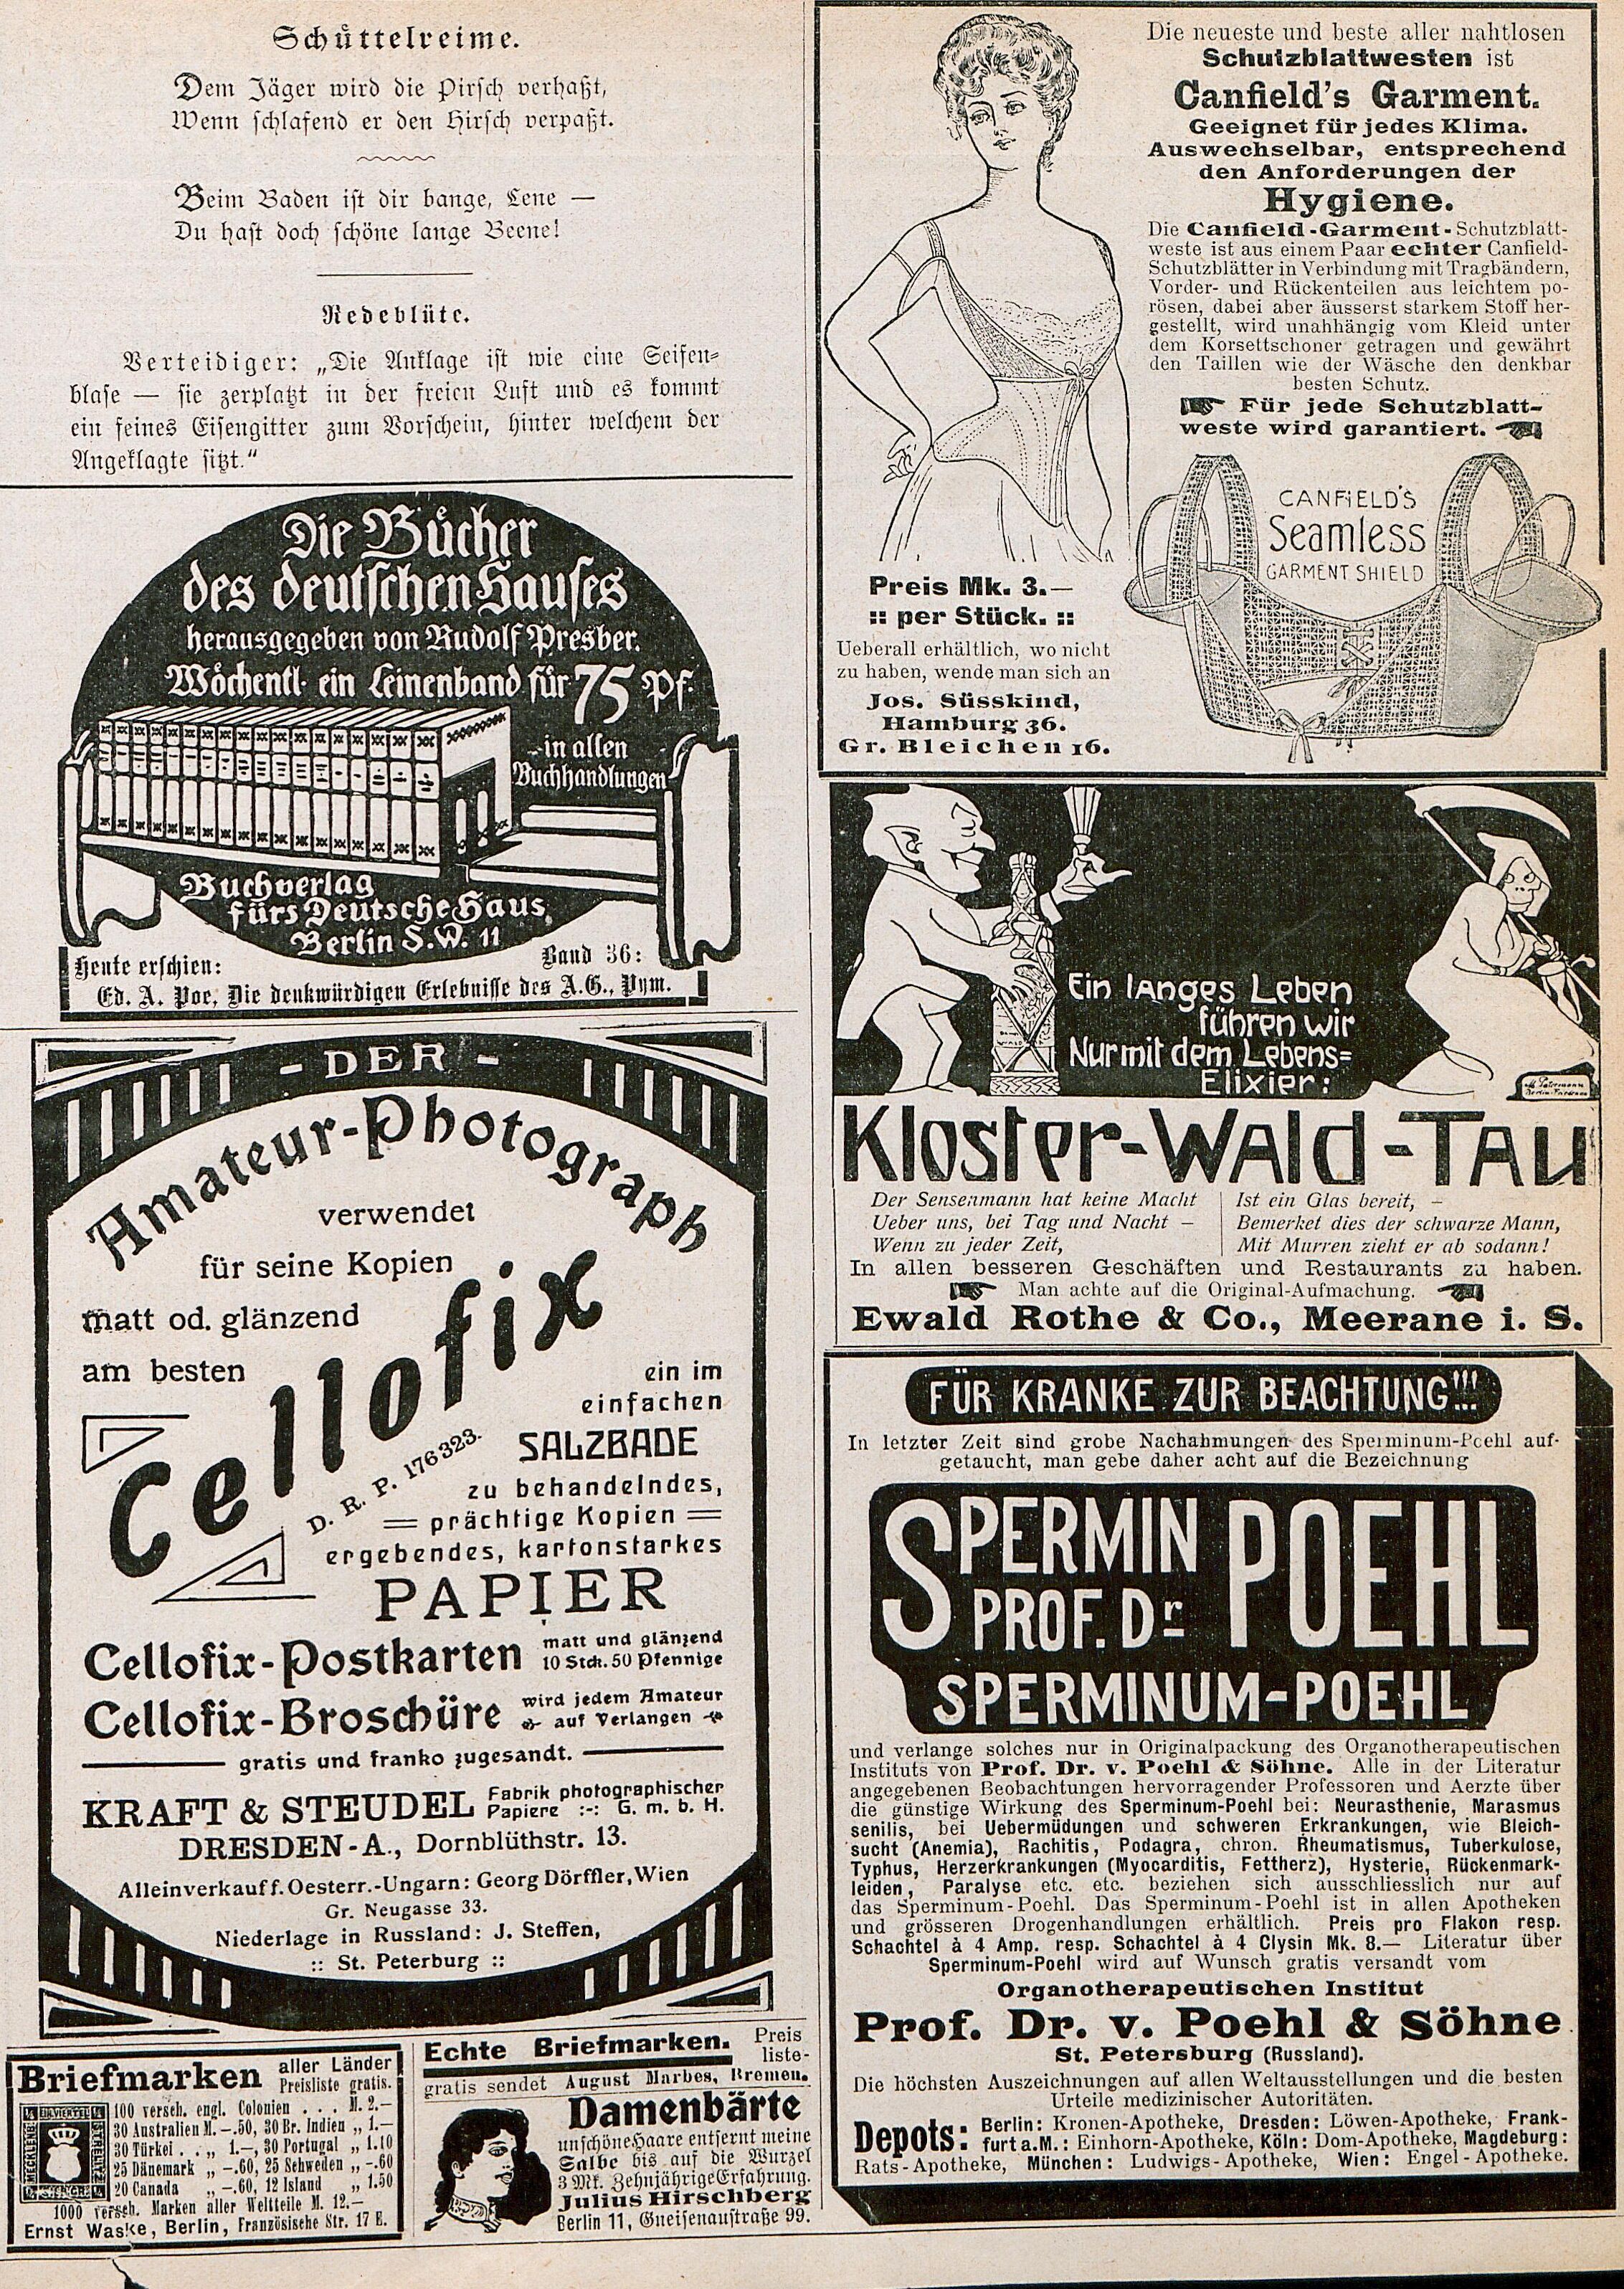 Schüttelreime.
Dem Jäger wird die Pirsch verhaßt,
Wenn schlafend er den Hirsch verpaßt.
Beim Baden ist dir bange, Lene —
Du hast doch schöne lange Beene!
Redeblüte.
Verteidiger: „Die Anklage ist wie eine Seifen-
blase — sie zerplatzt in der freien Luft und es kommt
ein feines Eisengitter zum Vorschein, hinter welchem der
Angeklagte sitzt.“
Die Bücher
des deutschen Hauses
herausgegeben von Rudolf Presber.
Wöchentl. ein Leinenband für 75 Pf.
in allen
Buchhandlungen
Buchverlag
fürs Deutsche Haus,
Berlin S.W. 11
Heute erschien: Band 36:
Ed. A. Poe, Die denkwürdigen Erlebnisse des A.G., Pym.
- DER -
Amateur-Photograph
verwendet
für seine Kopien
matt od. glänzend
am besten
Cellofix
D. R. P. 176323.
ein im
einfachen
SALZBADE
zu behandelndes,
= prächtige Kopien =
ergebendes, kartonstarkes
PAPIER
Cellofix-Postkarten matt und glänzend
10 Stck. 50 Pfennige
Cellofix-Broschüre wird jedem Amateur
auf Verlangen
gratis und franko zugesandt.
KRAFT & STEUDEL Fabrik photographischer
Papiere :-: G. m. b. H.
DRESDEN-A., Dornblüthstr. 13.
Alleinverkauf f. Oesterr.-Ungarn: Georg Dörffler, Wien
Gr. Neugasse 33.
Niederlage in Russland: J. Steffen,
:: St. Peterburg ::
Briefmarken aller Länder
Preisliste gratis.
100 versch. engl. Colonien . . . M. 2.—
30 Australien M. —.50, 30 Br. Indien „ 1.—
30 Türkei . . „ 1.—, 30 Portugal „ 1.10
25 Dänemark „ —.60, 25 Schweden „ —.60
20 Canada „ —.60, 12 Island „ 1.50
1000 versch. Marken aller Weltteile M. 12.—
Ernst Waske, Berlin, Französische Str. 17 E.
Echte Briefmarken. Preis
liste-
gratis sendet August Marbes, Bremen.
Damenbärte
unschöne Haare entfernt meine
Salbe bis auf die Wurzel
3 Mk. Zehnjährige Erfahrung.
Julius Hirschberg
Berlin 11, Gneisenaustraße 99.
Die neueste und beste aller nahtlosen
Schutzblattwesten ist
Canfield's Garment.
Geeignet für jedes Klima.
Auswechselbar, entsprechend
den Anforderungen der
Hygiene.
Die Canfield-Garment-Schutzblatt-
weste ist aus einem Paar echter Canfield-
Schutzblätter in Verbindung mit Tragbändern,
Vorder- und Rückenteilen aus leichtem po-
rösen, dabei aber äusserst starkem Stoff her-
gestellt, wird unahhängig vom Kleid unter
dem Korsettschoner getragen und gewährt
den Taillen wie der Wäsche den denkbar
besten Schutz.
Für jede Schutzblatt-
weste wird garantiert.
CANFIELD'S
Seamless
GARMENT SHIELD
Preis Mk. 3.—
:: per Stück. ::
Ueberall erhältlich, wo nicht
zu haben, wende man sich an
Jos. Süsskind,
Hamburg 36.
Gr. Bleichen 16.
Ein langes Leben
führen wir
Nur mit dem Lebens=
Elixier:
Kloster-Wald-Tau
Der Sensenmann hat keine Macht
Ueber uns, bei Tag und Nacht —
Wenn zu jeder Zeit,
Ist ein Glas bereit, —
Bemerket dies der schwarze Mann,
Mit Murren zieht er ab sodann!
In allen besseren Geschäften und Restaurants zu haben.
Man achte auf die Original-Aufmachung.
Ewald Rothe & Co., Meerane i. S.
FÜR KRANKE ZUR BEACHTUNG!!!
In letzter Zeit sind grobe Nachahmungen des Sperminum-Poehl auf-
getaucht, man gebe daher acht auf die Bezeichnung
SPERMIN POEHL
PROF. Dr
SPERMINUM-POEHL
und verlange solches nur in Originalpackung des Organotherapeutischen
Instituts von Prof. Dr. v. Poehl & Söhne. Alle in der Literatur
angegebenen Beobachtungen hervorragender Professoren und Aerzte über
die günstige Wirkung des Sperminum-Poehl bei: Neurasthenie, Marasmus
senilis, bei Uebermüdungen und schweren Erkrankungen, wie Bleich-
sucht (Anemia), Rachitis, Podagra, chron. Rheumatismus, Tuberkulose,
Typhus, Herzerkrankungen (Myocarditis, Fettherz), Hysterie, Rückenmark-
leiden, Paralyse etc. etc. beziehen sich ausschliesslich nur auf
das Sperminum-Poehl. Das Sperminum-Poehl ist in allen Apotheken
und grösseren Drogenhandlungen erhältlich. Preis pro Flakon resp.
Schachtel à 4 Amp. resp. Schachtel à 4 Clysin Mk. 8.— Literatur über
Sperminum-Poehl wird auf Wunsch gratis versandt vom
Organotherapeutischen Institut
Prof. Dr. v. Poehl & Söhne
St. Petersburg (Russland).
Die höchsten Auszeichnungen auf allen Weltausstellungen und die besten
Urteile medizinischer Autoritäten.
Depots: Berlin: Kronen-Apotheke, Dresden: Löwen-Apotheke, Frank-
furt a.M.: Einhorn-Apotheke, Köln: Dom-Apotheke, Magdeburg:
Rats-Apotheke, München: Ludwigs-Apotheke, Wien: Engel-Apotheke.